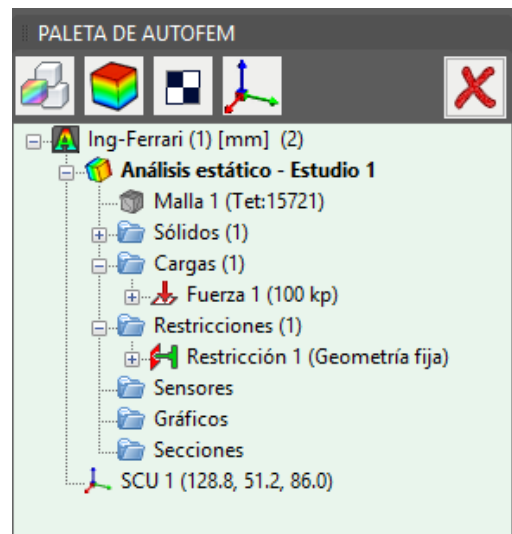 PALETA DE AUTOFEM
Ing-Ferrari (1) [mm] (2)
Análisis estático - Estudio 1
Malla 1 (Tet:15721)
Sólidos (1)
Cargas (1)
Fuerza 1 (100 kp)
Restricciones (1)
Restricción 1 (Geometría fija)
Sensores
Gráficos
Secciones
SCU 1 (128.8, 51.2, 86.0)